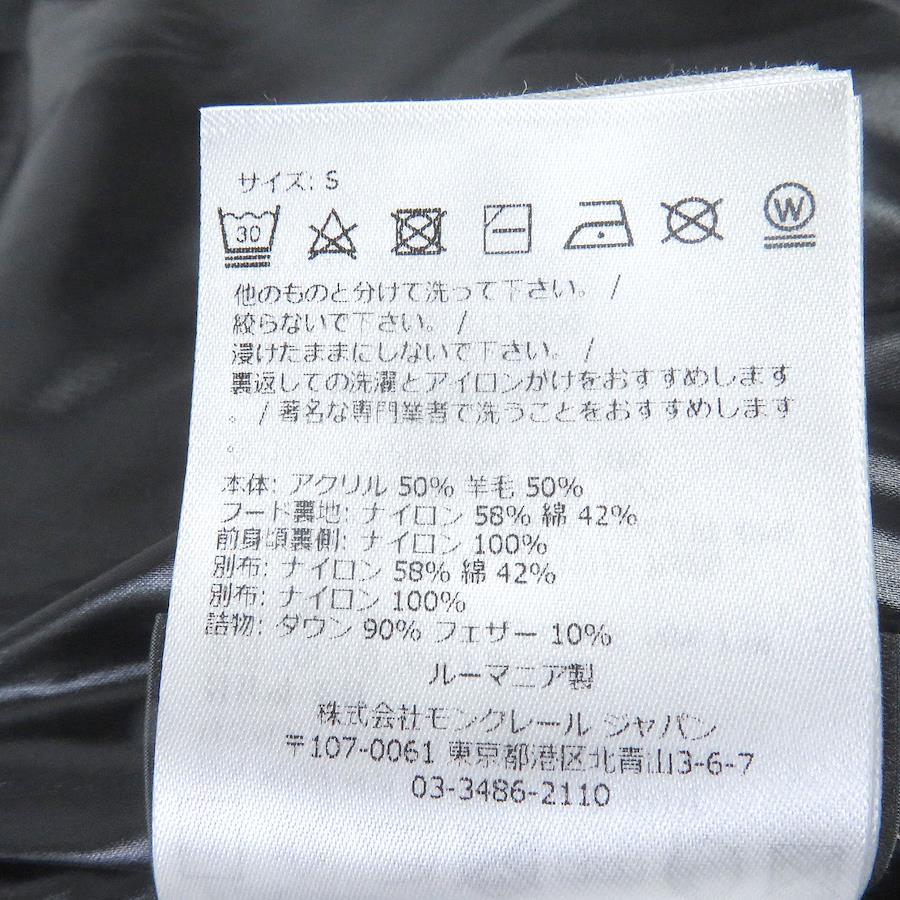 サイズ: S
30 W
他のものと分けて洗って下さい。 /
絞らないで下さい。 /
浸けたままにしないで下さい。 /
裏返しての洗濯とアイロンがけをおすすめします
。 / 著名な専門業者で洗うことをおすすめします
。
本体: アクリル 50% 羊毛 50%
フード裏地: ナイロン 58% 綿 42%
前身頃裏側: ナイロン 100%
別布: ナイロン 58% 綿 42%
別布: ナイロン 100%
詰物: ダウン 90% フェザー 10%
ルーマニア製
株式会社モンクレール ジャパン
〒107-0061 東京都港区北青山3-6-7
03-3486-2110